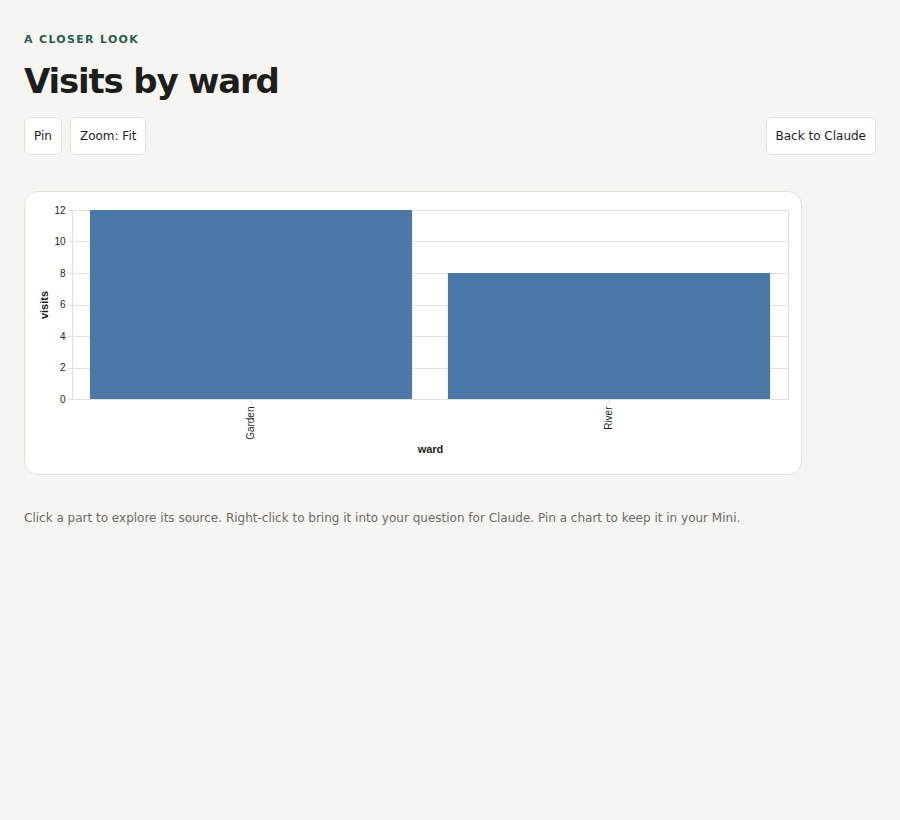 A CLOSER LOOK
Visits by ward
Pin
Zoom: Fit
Back to Claude
12
10
8
6
4
2
0
visits
Garden
River
ward
Click a part to explore its source. Right-click to bring it into your question for Claude. Pin a chart to keep it in your Mini.